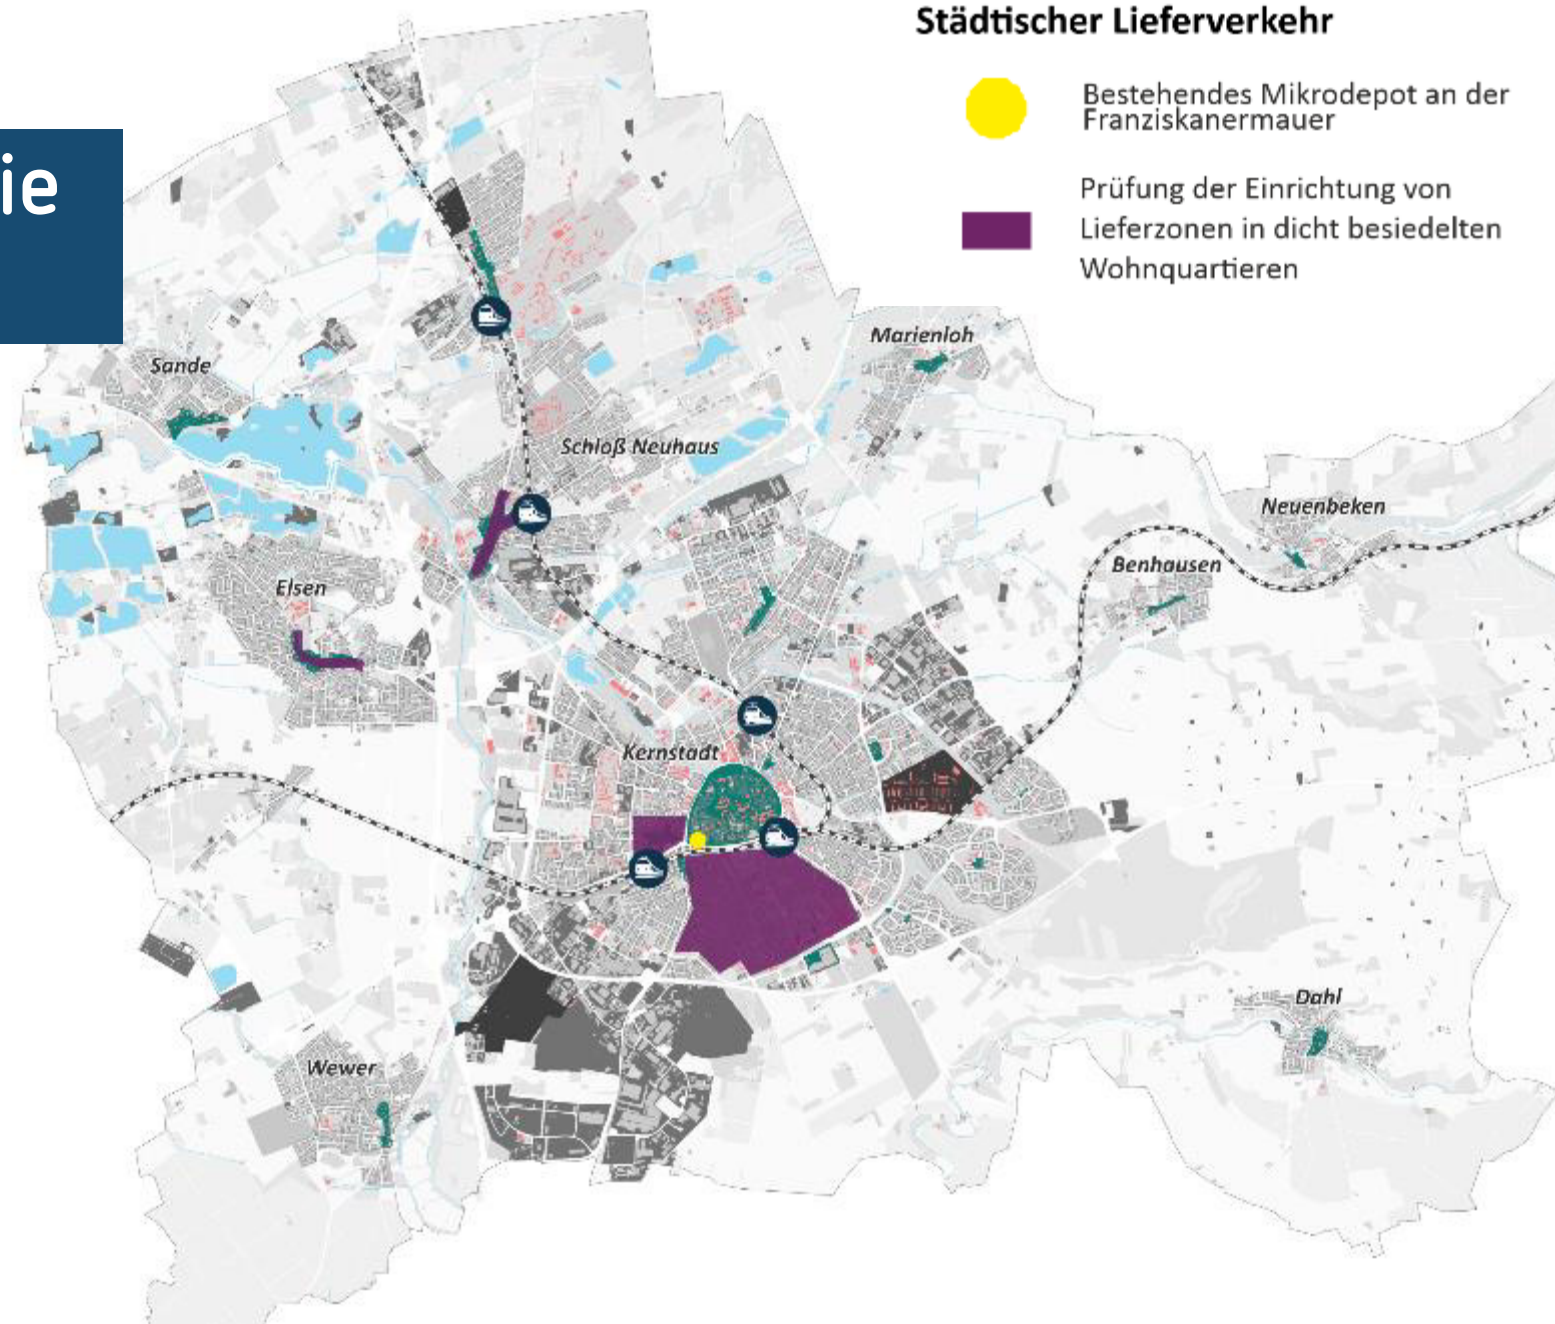 Städtischer Lieferverkehr
Bestehendes Mikrodepot an der
Franziskanermauer
ie
Prüfung der Einrichtung von
Lieferzonen in dicht besiedelten
Wohnquartieren
Marienloh
Sande
Schloß Neuhaus
Neuenbeken
Benhausen
Elsen
Kernstadt
Dahl
Wewer